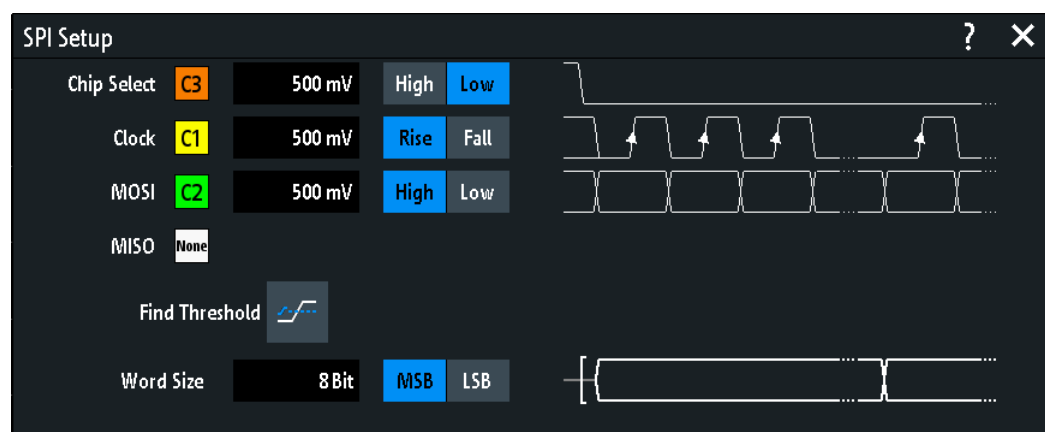 SPI Setup ? ✕
Chip Select C3 500 mV High Low
Clock C1 500 mV Rise Fall
MOSI C2 500 mV High Low
MISO None
Find Threshold
Word Size 8 Bit MSB LSB